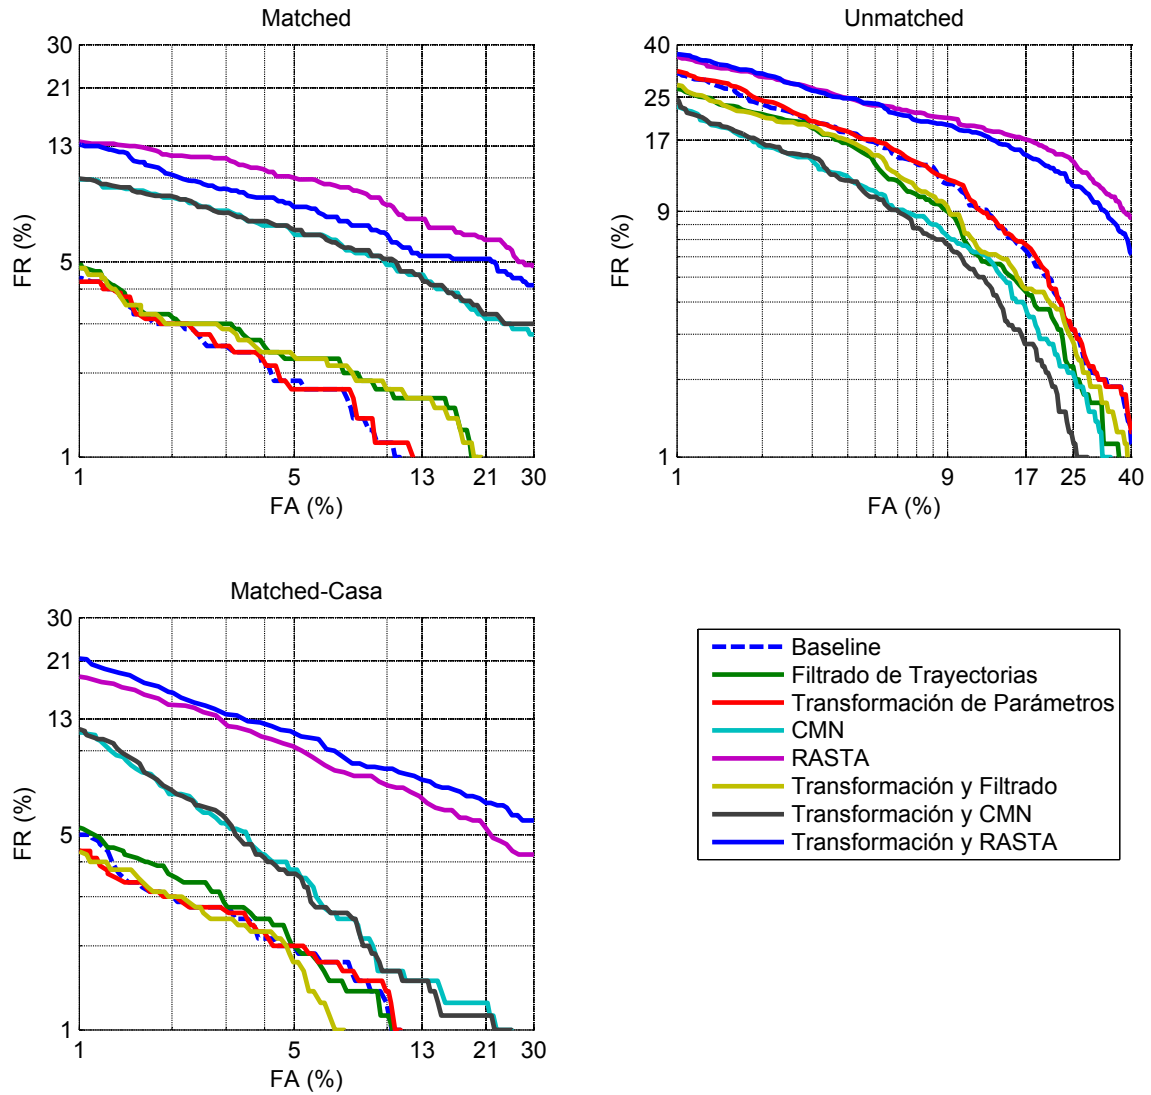 Matched
30
21
13
5
1
FR (%)
1 5 13 21 30
FA (%)
Unmatched
40
25
17
9
1
FR (%)
1 9 17 25 40
FA (%)
Matched-Casa
30
21
13
5
1
FR (%)
1 5 13 21 30
FA (%)
Baseline
Filtrado de Trayectorias
Transformación de Parámetros
CMN
RASTA
Transformación y Filtrado
Transformación y CMN
Transformación y RASTA